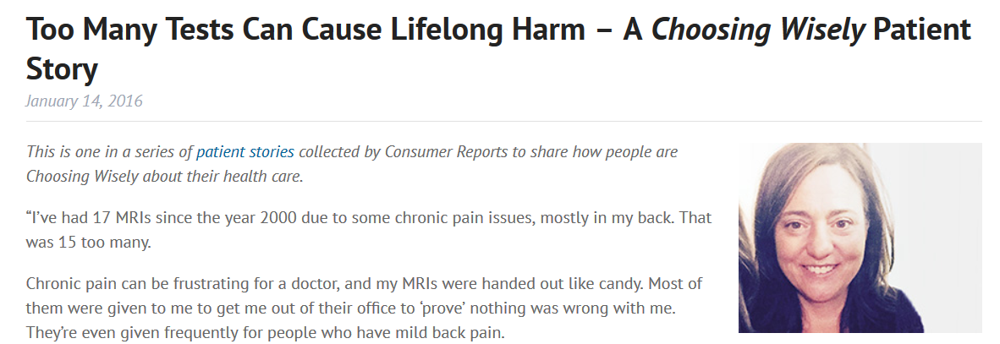 Too Many Tests Can Cause Lifelong Harm – A Choosing Wisely Patient
Story
January 14, 2016
This is one in a series of patient stories collected by Consumer Reports to share how people are
Choosing Wisely about their health care.
“I’ve had 17 MRIs since the year 2000 due to some chronic pain issues, mostly in my back. That
was 15 too many.
Chronic pain can be frustrating for a doctor, and my MRIs were handed out like candy. Most of
them were given to me to get me out of their office to ‘prove’ nothing was wrong with me.
They’re even given frequently for people who have mild back pain.